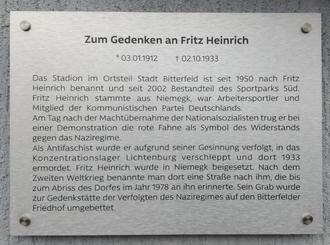 Zum Gedenken an Fritz Heinrich
* 03.01.1912 † 02.10.1933
Das Stadion im Ortsteil Stadt Bitterfeld ist seit 1950 nach Fritz
Heinrich benannt und seit 2002 Bestandteil des Sportparks Süd.
Fritz Heinrich stammte aus Niemegk, war Arbeitersportler und
Mitglied der Kommunistischen Partei Deutschlands.
Am Tag nach der Machtübernahme der Nationalsozialisten trug er bei
einer Demonstration die rote Fahne als Symbol des Widerstands
gegen das Naziregime.
Als Antifaschist wurde er aufgrund seiner Gesinnung verfolgt, in das
Konzentrationslager Lichtenburg verschleppt und dort 1933
ermordet. Fritz Heinrich wurde in Niemegk beigesetzt. Nach dem
Zweiten Weltkrieg benannte man dort eine Straße nach ihm, die bis
zum Abriss des Dorfes im Jahr 1978 an ihn erinnerte. Sein Grab wurde
zur Gedenkstätte der Verfolgten des Naziregimes auf den Bitterfelder
Friedhof umgebettet.